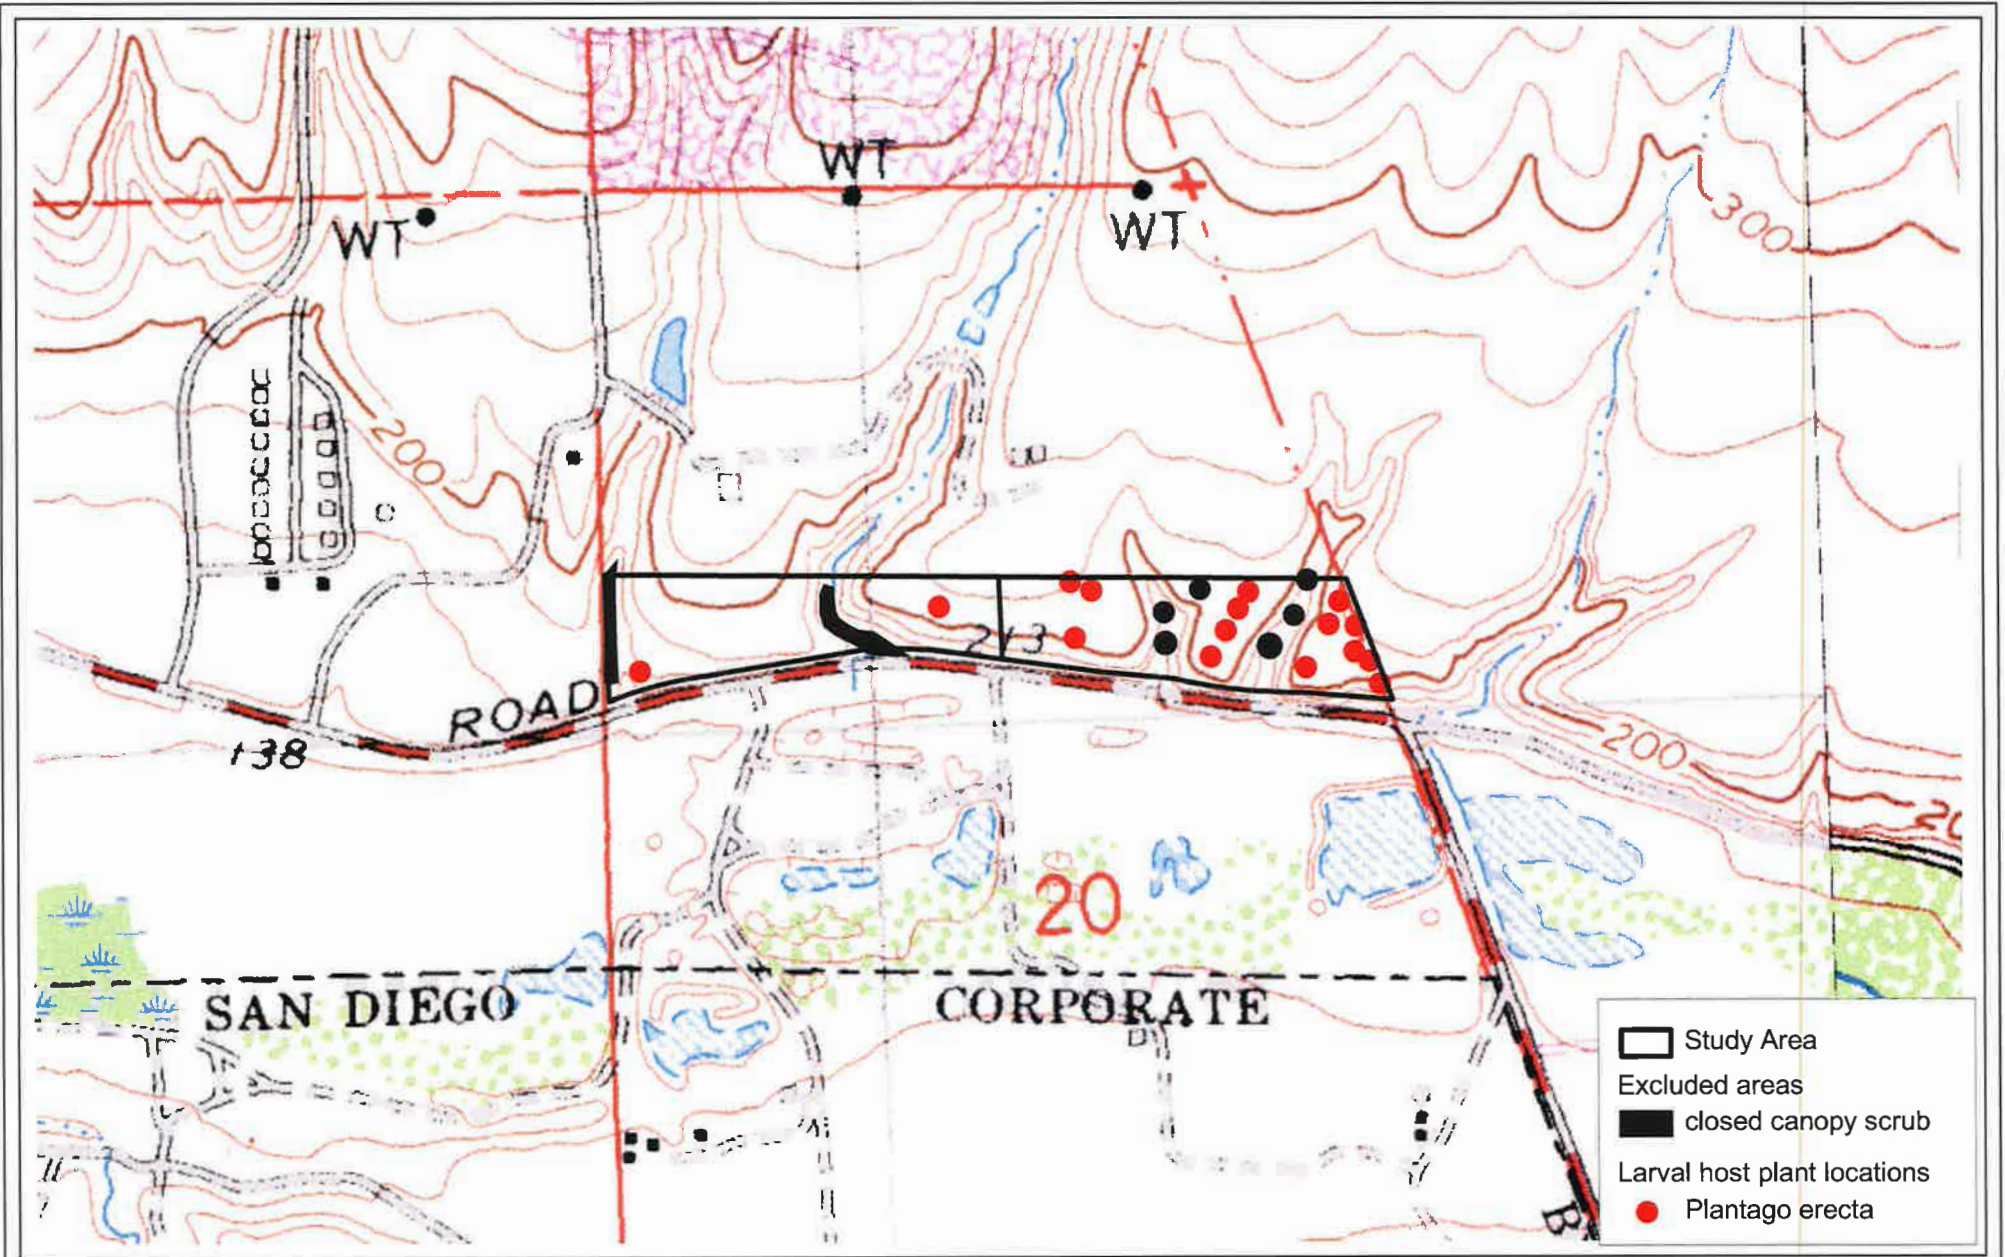 WT
WT
WT
300
200
213
ROAD
138
200
20
20
SAN DIEGO
CORPORATE
B
Study Area
Excluded areas
closed canopy scrub
Larval host plant locations
Plantago erecta